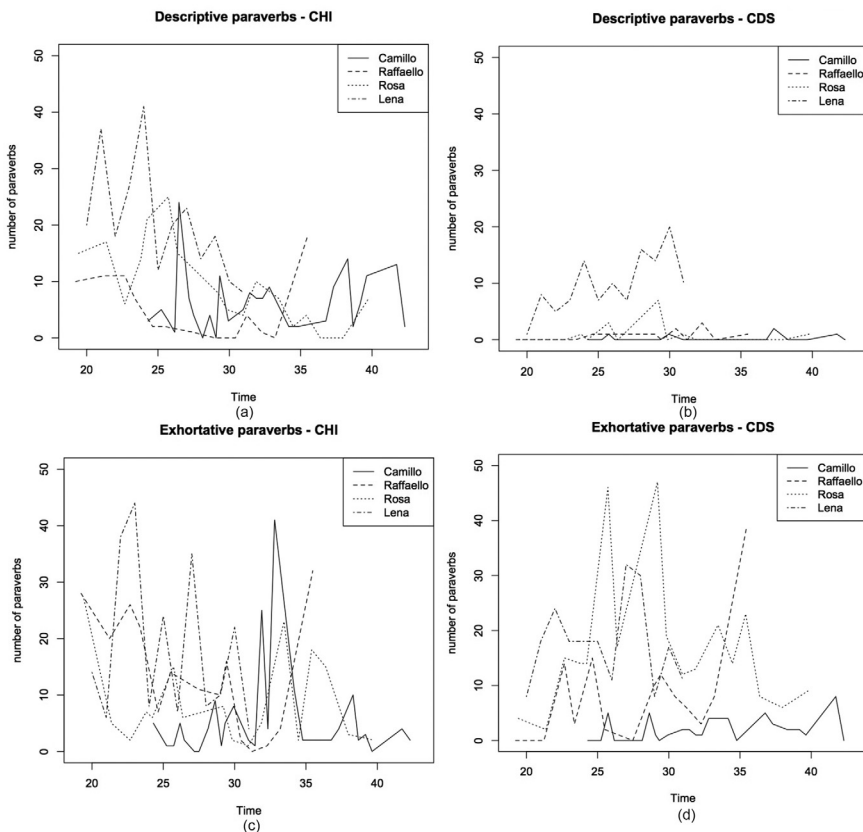 Descriptive paraverbs - CHI
number of paraverbs
50
40
30
20
10
0
Camillo
Raffaello
Rosa
Lena
20 25 30 35 40
Time
(a)
Descriptive paraverbs - CDS
number of paraverbs
50
40
30
20
10
0
Camillo
Raffaello
Rosa
Lena
20 25 30 35 40
Time
(b)
Exhortative paraverbs - CHI
number of paraverbs
50
40
30
20
10
0
Camillo
Raffaello
Rosa
Lena
20 25 30 35 40
Time
(c)
Exhortative paraverbs - CDS
number of paraverbs
50
40
30
20
10
0
Camillo
Raffaello
Rosa
Lena
20 25 30 35 40
Time
(d)